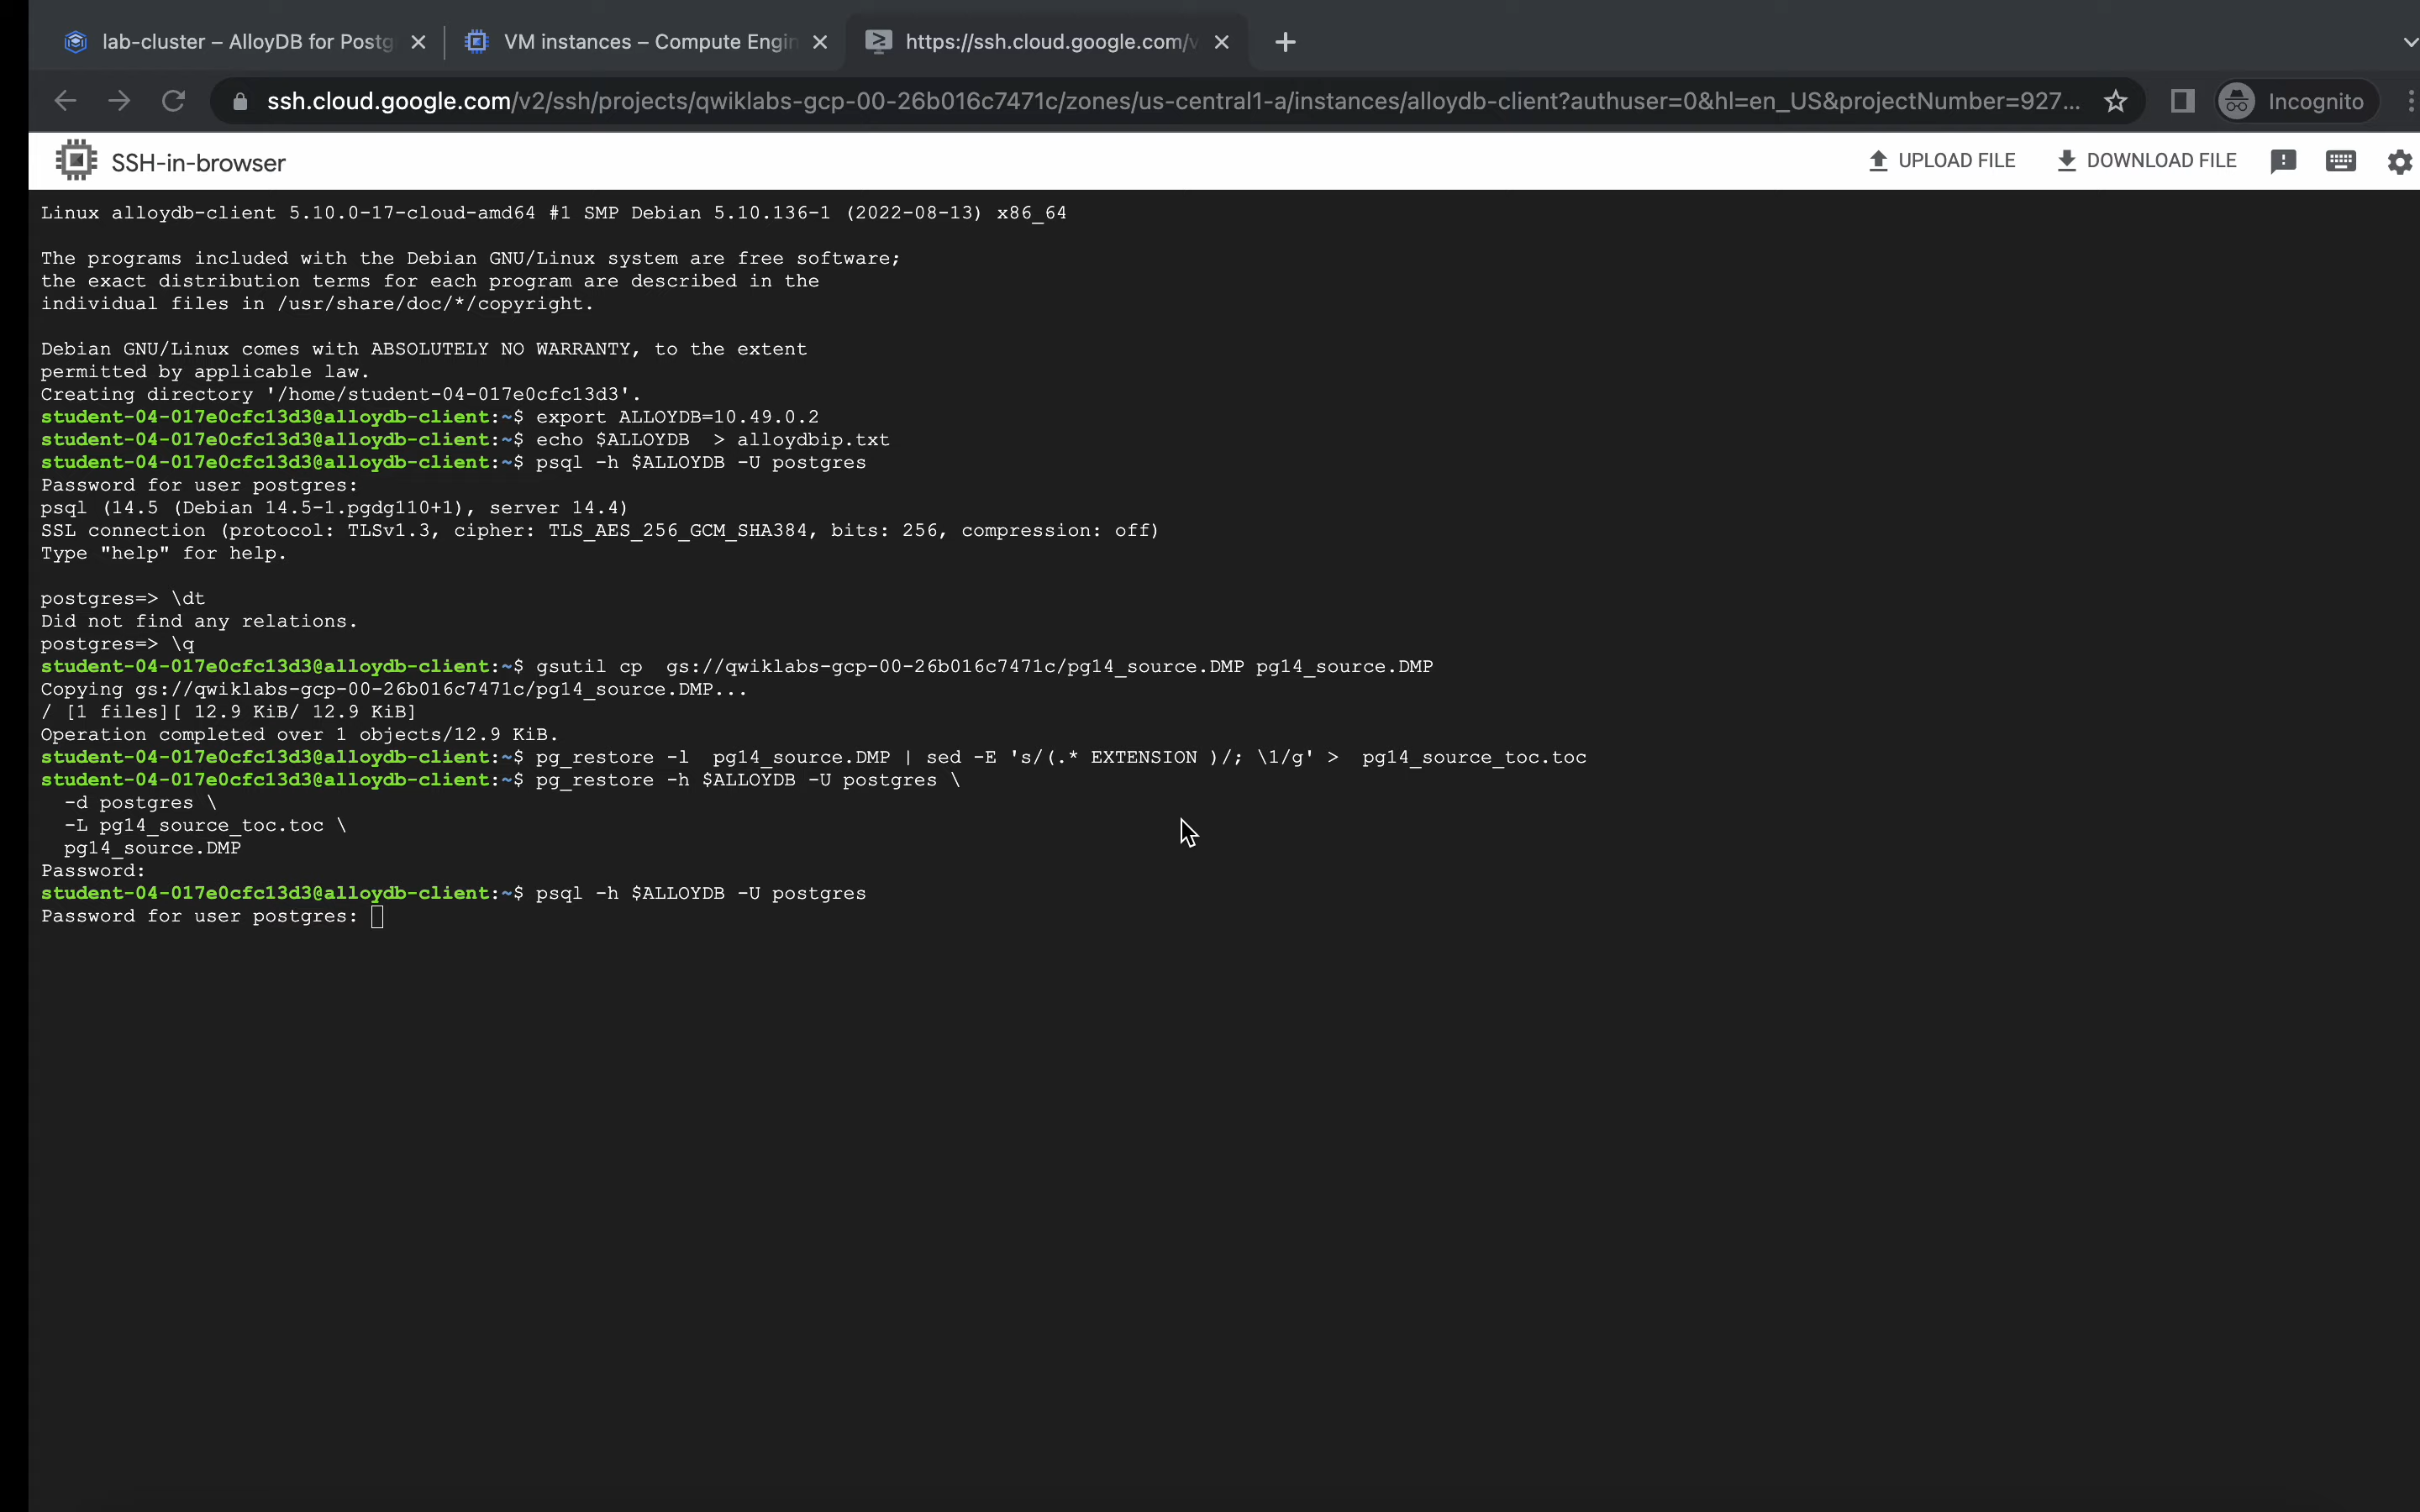 lab-cluster – AlloyDB for Postg
VM instances – Compute Engin
https://ssh.cloud.google.com/v
ssh.cloud.google.com/v2/ssh/projects/qwiklabs-gcp-00-26b016c7471c/zones/us-central1-a/instances/alloydb-client?authuser=0&hl=en_US&projectNumber=927...
Incognito
SSH-in-browser
UPLOAD FILE
DOWNLOAD FILE
Linux alloydb-client 5.10.0-17-cloud-amd64 #1 SMP Debian 5.10.136-1 (2022-08-13) x86_64
The programs included with the Debian GNU/Linux system are free software;
the exact distribution terms for each program are described in the
individual files in /usr/share/doc/*/copyright.
Debian GNU/Linux comes with ABSOLUTELY NO WARRANTY, to the extent
permitted by applicable law.
Creating directory '/home/student-04-017e0cfc13d3'.
student-04-017e0cfc13d3@alloydb-client:~$ export ALLOYDB=10.49.0.2
student-04-017e0cfc13d3@alloydb-client:~$ echo $ALLOYDB  > alloydbip.txt
student-04-017e0cfc13d3@alloydb-client:~$ psql -h $ALLOYDB -U postgres
Password for user postgres:
psql (14.5 (Debian 14.5-1.pgdg110+1), server 14.4)
SSL connection (protocol: TLSv1.3, cipher: TLS_AES_256_GCM_SHA384, bits: 256, compression: off)
Type "help" for help.
postgres=> \dt
Did not find any relations.
postgres=> \q
student-04-017e0cfc13d3@alloydb-client:~$ gsutil cp  gs://qwiklabs-gcp-00-26b016c7471c/pg14_source.DMP pg14_source.DMP
Copying gs://qwiklabs-gcp-00-26b016c7471c/pg14_source.DMP...
/ [1 files][ 12.9 KiB/ 12.9 KiB]
Operation completed over 1 objects/12.9 KiB.
student-04-017e0cfc13d3@alloydb-client:~$ pg_restore -l  pg14_source.DMP | sed -E 's/(.* EXTENSION )/; \1/g' >  pg14_source_toc.toc
student-04-017e0cfc13d3@alloydb-client:~$ pg_restore -h $ALLOYDB -U postgres \
  -d postgres \
  -L pg14_source_toc.toc \
  pg14_source.DMP
Password:
student-04-017e0cfc13d3@alloydb-client:~$ psql -h $ALLOYDB -U postgres
Password for user postgres: